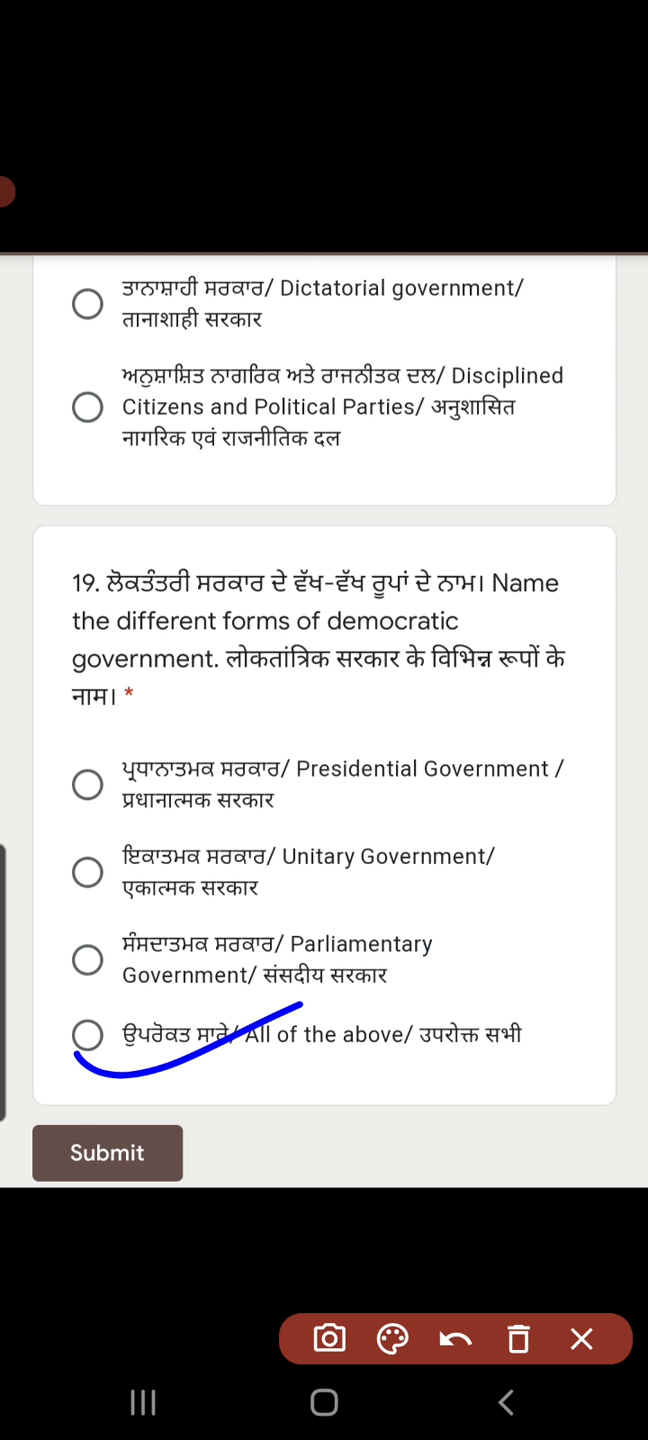 ਤਾਨਾਸ਼ਾਹੀ ਸਰਕਾਰ/ Dictatorial government/
तानाशाही सरकार
ਅਨੁਸ਼ਾਸ਼ਿਤ ਨਾਗਰਿਕ ਅਤੇ ਰਾਜਨੀਤਕ ਦਲ/ Disciplined
Citizens and Political Parties/ अनुशासित
नागरिक एवं राजनीतिक दल
19. ਲੋਕਤੰਤਰੀ ਸਰਕਾਰ ਦੇ ਵੱਖ-ਵੱਖ ਰੂਪਾਂ ਦੇ ਨਾਮ। Name
the different forms of democratic
government. लोकतांत्रिक सरकार के विभिन्न रूपों के
नाम। *
ਪ੍ਰਧਾਨਾਤਮਕ ਸਰਕਾਰ/ Presidential Government /
प्रधानात्मक सरकार
ਇਕਾਤਮਕ ਸਰਕਾਰ/ Unitary Government/
एकात्मक सरकार
ਸੰਸਦਾਤਮਕ ਸਰਕਾਰ/ Parliamentary
Government/ संसदीय सरकार
ਉਪਰੋਕਤ ਸਾਰੇ/ All of the above/ उपरोक्त सभी
Submit